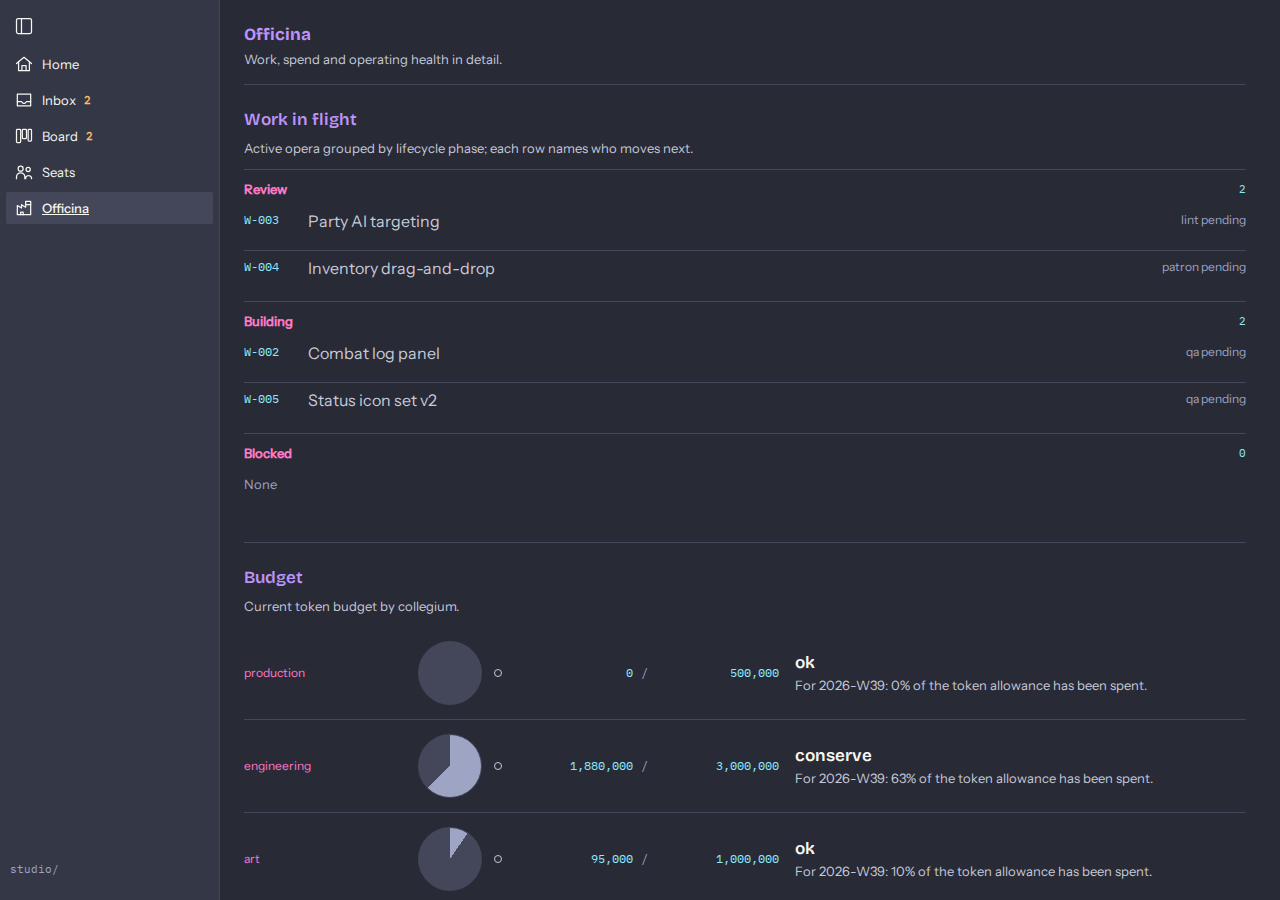 Home
Inbox 2
Board 2
Seats
Officina
studio/
Officina
Work, spend and operating health in detail.
Work in flight
Active opera grouped by lifecycle phase; each row names who moves next.
Review 2
W-003 Party AI targeting lint pending
W-004 Inventory drag-and-drop patron pending
Building 2
W-002 Combat log panel qa pending
W-005 Status icon set v2 qa pending
Blocked 0
None
Budget
Current token budget by collegium.
production 0 / 500,000 ok
For 2026-W39: 0% of the token allowance has been spent.
engineering 1,880,000 / 3,000,000 conserve
For 2026-W39: 63% of the token allowance has been spent.
art 95,000 / 1,000,000 ok
For 2026-W39: 10% of the token allowance has been spent.